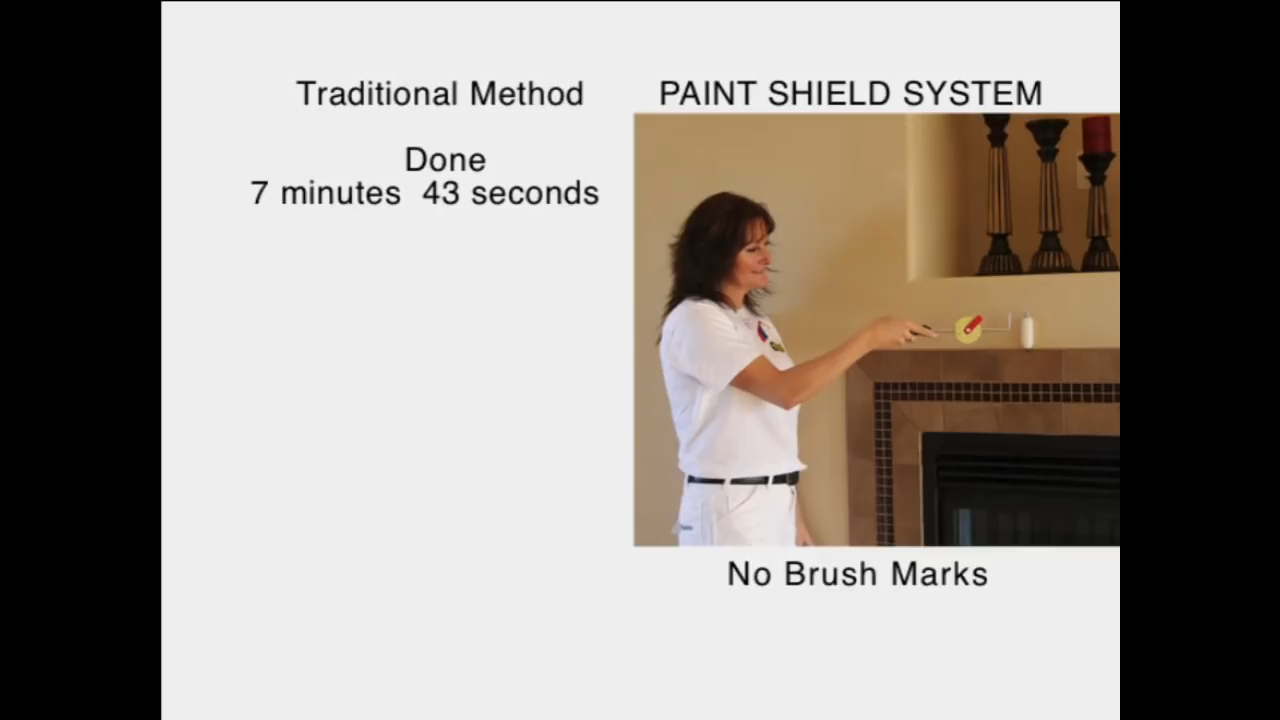 Traditional Method
Done
7 minutes 43 seconds
PAINT SHIELD SYSTEM
No Brush Marks